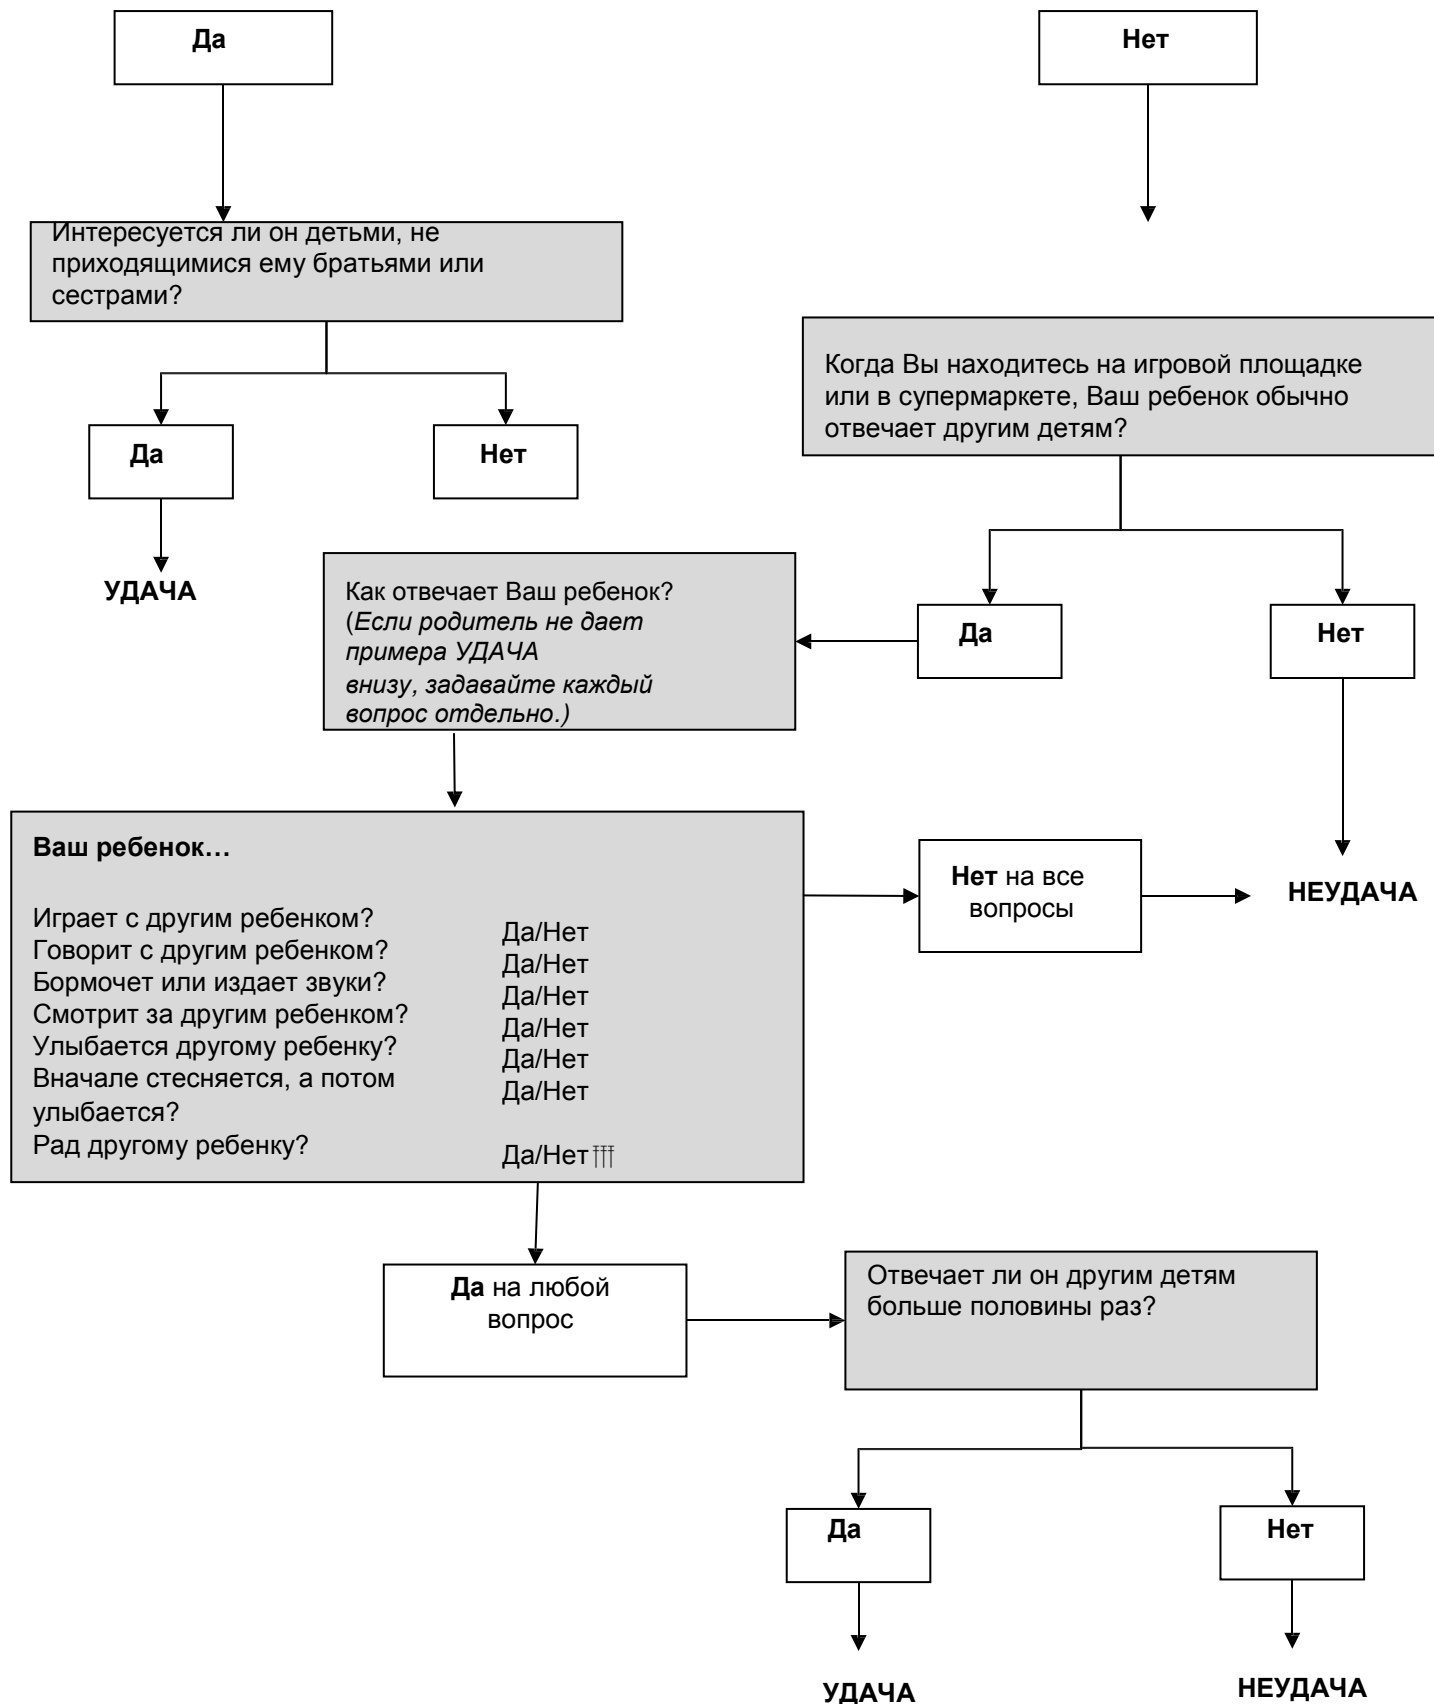 Да
Нет
Интересуется ли он детьми, не
приходящимися ему братьями или
сестрами?
Когда Вы находитесь на игровой площадке
или в супермаркете, Ваш ребенок обычно
отвечает другим детям?
Да
Нет
УДАЧА
Как отвечает Ваш ребенок?
(Если родитель не дает
примера УДАЧА
внизу, задавайте каждый
вопрос отдельно.)
Да
Нет
Ваш ребенок…
Играет с другим ребенком?
Да/Нет
Говорит с другим ребенком?
Да/Нет
Бормочет или издает звуки?
Да/Нет
Смотрит за другим ребенком?
Да/Нет
Улыбается другому ребенку?
Да/Нет
Вначале стесняется, а потом
улыбается?
Да/Нет
Рад другому ребенку?
Да/Нет
Нет на все
вопросы
НЕУДАЧА
Да на любой
вопрос
Отвечает ли он другим детям
больше половины раз?
Да
Нет
УДАЧА
НЕУДАЧА